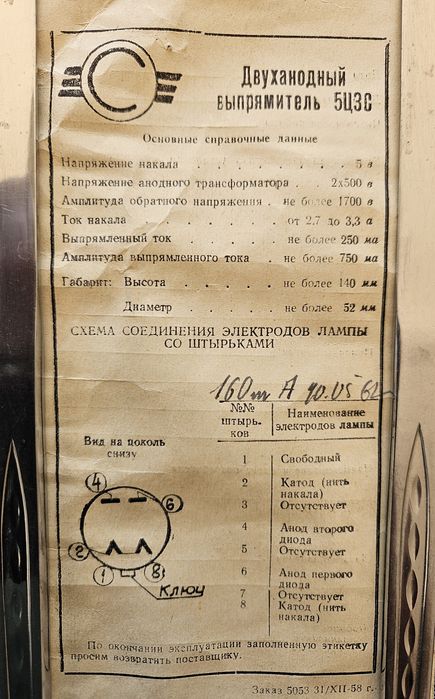 С
Двуханодный
выпрямитель 5Ц3С
Основные справочные данные
Напряжение накала . . . . . . . 5 в
Напряжение анодного трансформатора . 2x500 в
Амплитуда обратного напряжения . не более 1700 в
Ток накала . . . . . . . от 2,7 до 3,3 а
Выпрямленный ток . . . . . не более 250 ма
Амплитуда выпрямленного тока . не более 750 ма
Габарит: Высота . . . . . не более 140 мм
Диаметр . . . . . не более 52 мм
СХЕМА СОЕДИНЕНИЯ ЭЛЕКТРОДОВ ЛАМПЫ
СО ШТЫРЬКАМИ
А
Вид на цоколь
снизу
4
6
2
1
8
Ключ
№№
штырь-
ков
Наименование
электродов лампы
1 Свободный
2 Катод (нить
накала)
3 Отсутствует
4 Анод второго
диода
5 Отсутствует
6 Анод первого
диода
7 Отсутствует
8 Катод (нить
накала)
По окончании эксплуатации заполненную этикетку
просим возвратить поставщику.
Заказ 5053 31/XII-58 г.